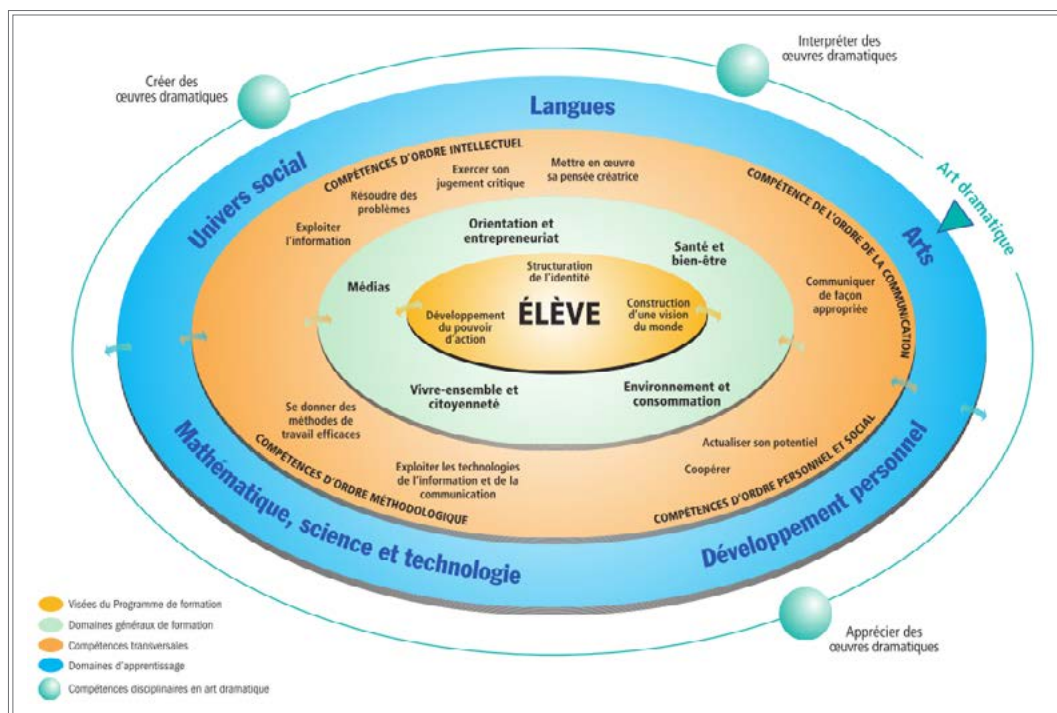 Interpréter des
œuvres dramatiques
Créer des
œuvres dramatiques
Art dramatique
Langues
Univers social
Arts
COMPÉTENCES D'ORDRE INTELLECTUEL
Exploiter
l'information
Résoudre des
problèmes
Exercer son
jugement critique
Mettre en œuvre
sa pensée créatrice
COMPÉTENCE DE L'ORDRE DE LA COMMUNICATION
Communiquer
de façon
appropriée
Orientation et
entrepreneuriat
Santé et
bien-être
Médias
Structuration
de l'identité
ÉLÈVE
Développement
du pouvoir
d'action
Construction
d'une vision
du monde
Vivre-ensemble et
citoyenneté
Environnement et
consommation
Se donner des
méthodes de
travail efficaces
Exploiter les technologies
de l'information et de la
communication
COMPÉTENCES D'ORDRE MÉTHODOLOGIQUE
Actualiser son potentiel
Coopérer
COMPÉTENCES D'ORDRE PERSONNEL ET SOCIAL
Mathématique, science et technologie
Développement personnel
Apprécier des
œuvres dramatiques
Visées du Programme de formation
Domaines généraux de formation
Compétences transversales
Domaines d'apprentissage
Compétences disciplinaires en art dramatique